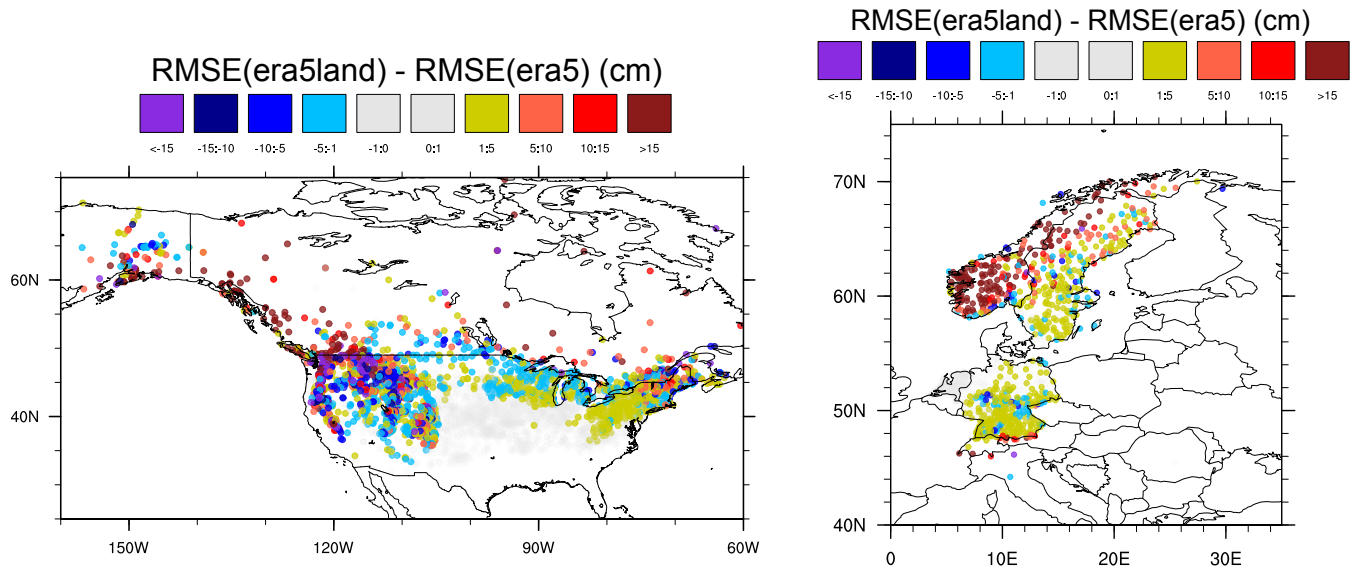 RMSE(era5land) - RMSE(era5) (cm)
<-15 -15:-10 -10:-5 -5:-1 -1:0 0:1 1:5 5:10 10:15 >15
60N
40N
150W 120W 90W 60W
RMSE(era5land) - RMSE(era5) (cm)
<-15 -15:-10 -10:-5 -5:-1 -1:0 0:1 1:5 5:10 10:15 >15
70N
60N
50N
40N
0 10E 20E 30E